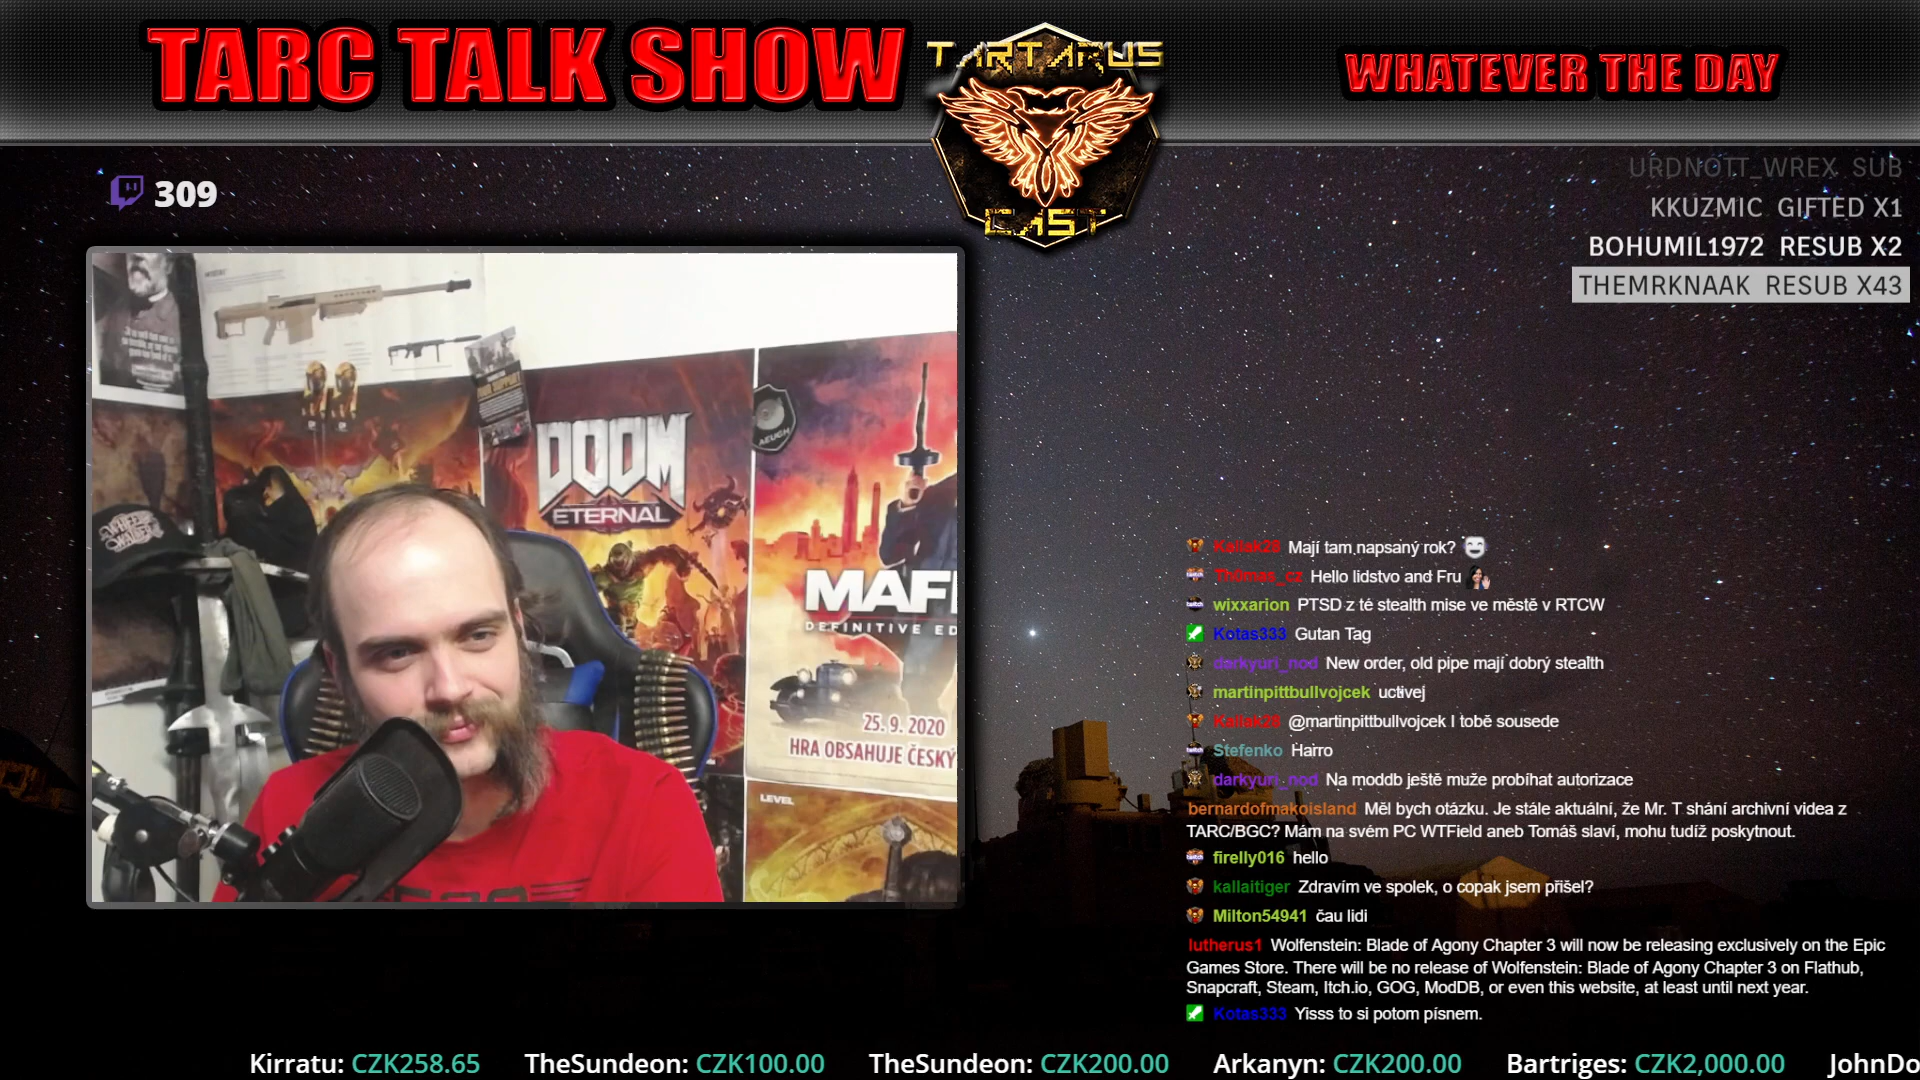 TARC TALK SHOW
TARTARUS
CAST
WHATEVER THE DAY
309
URDNOTT_WREX SUB
KKUZMIC GIFTED X1
BOHUMIL1972 RESUB X2
THEMRKNAAK RESUB X43
DOOM
ETERNAL
AEUGH
MAFI
DEFINITIVE ED
25. 9. 2020
HRA OBSAHUJE ČESKÝ
LEVEL
Kallak28 Mají tam napsaný rok?
Th0mas_cz Hello lidstvo and Fru
wixxarion PTSD z té stealth mise ve městě v RTCW
Kotas333 Gutan Tag
darkyuri_nod New order, old pipe mají dobrý stealth
martinpittbullvojcek uctivej
Kallak28 @martinpittbullvojcek I tobě sousede
Stefenko Harro
darkyuri_nod Na moddb ještě muže probíhat autorizace
bernardofmakoisland Měl bych otázku. Je stále aktuální, že Mr. T shání archivní videa z
TARC/BGC? Mám na svém PC WTField aneb Tomáš slaví, mohu tudíž poskytnout.
firelly016 hello
kallaitiger Zdravím ve spolek, o copak jsem přišel?
Milton54941 čau lidi
lutherus1 Wolfenstein: Blade of Agony Chapter 3 will now be releasing exclusively on the Epic
Games Store. There will be no release of Wolfenstein: Blade of Agony Chapter 3 on Flathub,
Snapcraft, Steam, Itch.io, GOG, ModDB, or even this website, at least until next year.
Kotas333 Yisss to si potom písnem.
Kirratu: CZK258.65 TheSundeon: CZK100.00 TheSundeon: CZK200.00 Arkanyn: CZK200.00 Bartriges: CZK2,000.00 JohnDo